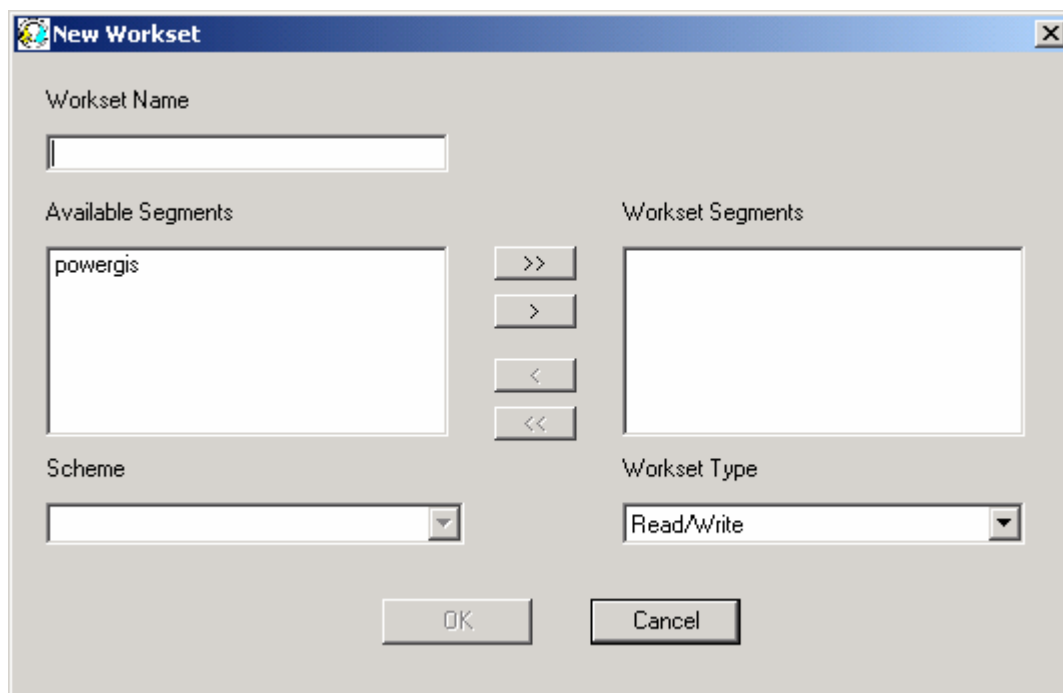 New Workset
Workset Name
Available Segments
Workset Segments
powergis
>>
>
<
<<
Scheme
Workset Type
Read/Write
OK
Cancel